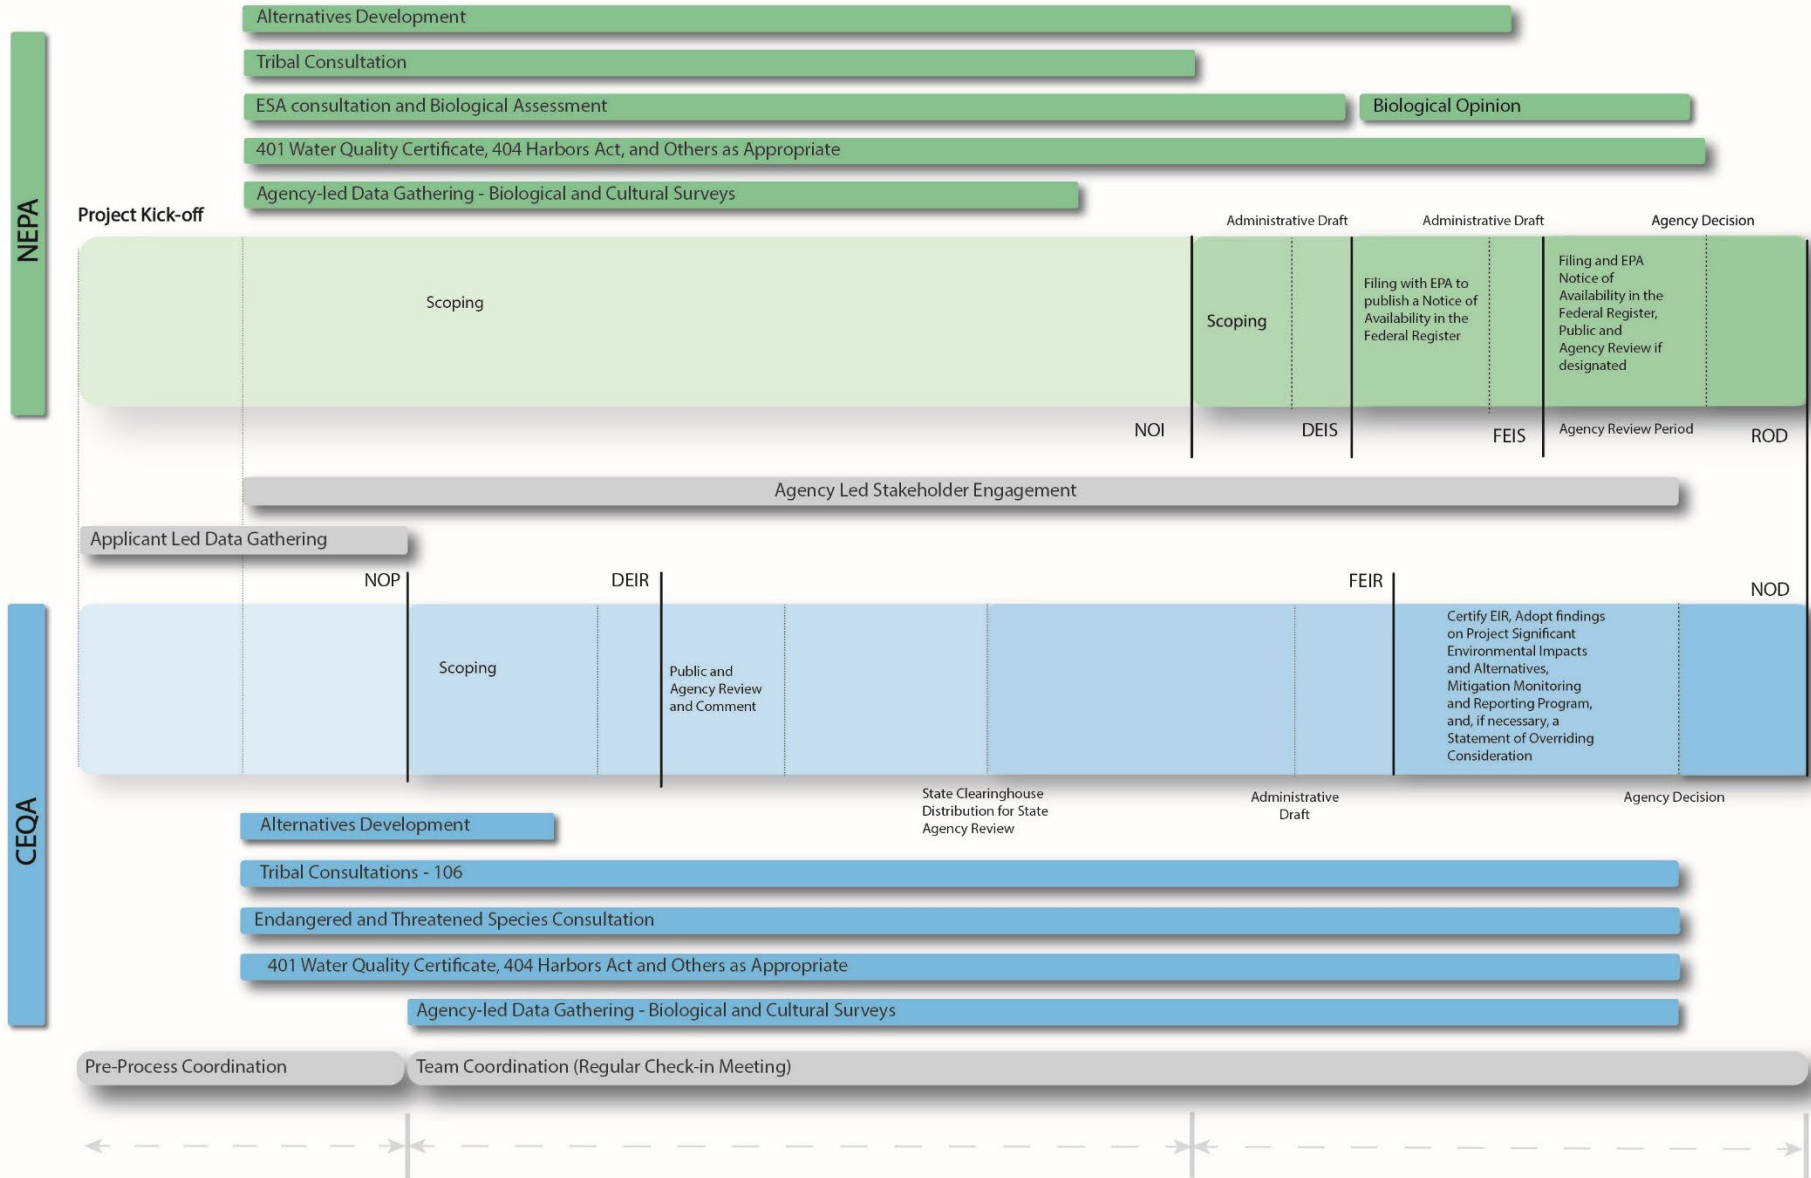 Alternatives Development
Tribal Consultation
ESA consultation and Biological Assessment
Biological Opinion
401 Water Quality Certificate, 404 Harbors Act, and Others as Appropriate
Agency-led Data Gathering - Biological and Cultural Surveys
NEPA
Project Kick-off
Administrative Draft
Administrative Draft
Agency Decision
Scoping
Scoping
Filing with EPA to
publish a Notice of
Availability in the
Federal Register
Filing and EPA
Notice of
Availability in the
Federal Register,
Public and
Agency Review if
designated
NOI
DEIS
FEIS
Agency Review Period
ROD
Agency Led Stakeholder Engagement
Applicant Led Data Gathering
NOP
DEIR
FEIR
NOD
CEQA
Scoping
Public and
Agency Review
and Comment
Certify EIR, Adopt findings
on Project Significant
Environmental Impacts
and Alternatives,
Mitigation Monitoring
and Reporting Program,
and, if necessary, a
Statement of Overriding
Consideration
State Clearinghouse
Distribution for State
Agency Review
Administrative
Draft
Agency Decision
Alternatives Development
Tribal Consultations - 106
Endangered and Threatened Species Consultation
401 Water Quality Certificate, 404 Harbors Act and Others as Appropriate
Agency-led Data Gathering - Biological and Cultural Surveys
Pre-Process Coordination
Team Coordination (Regular Check-in Meeting)